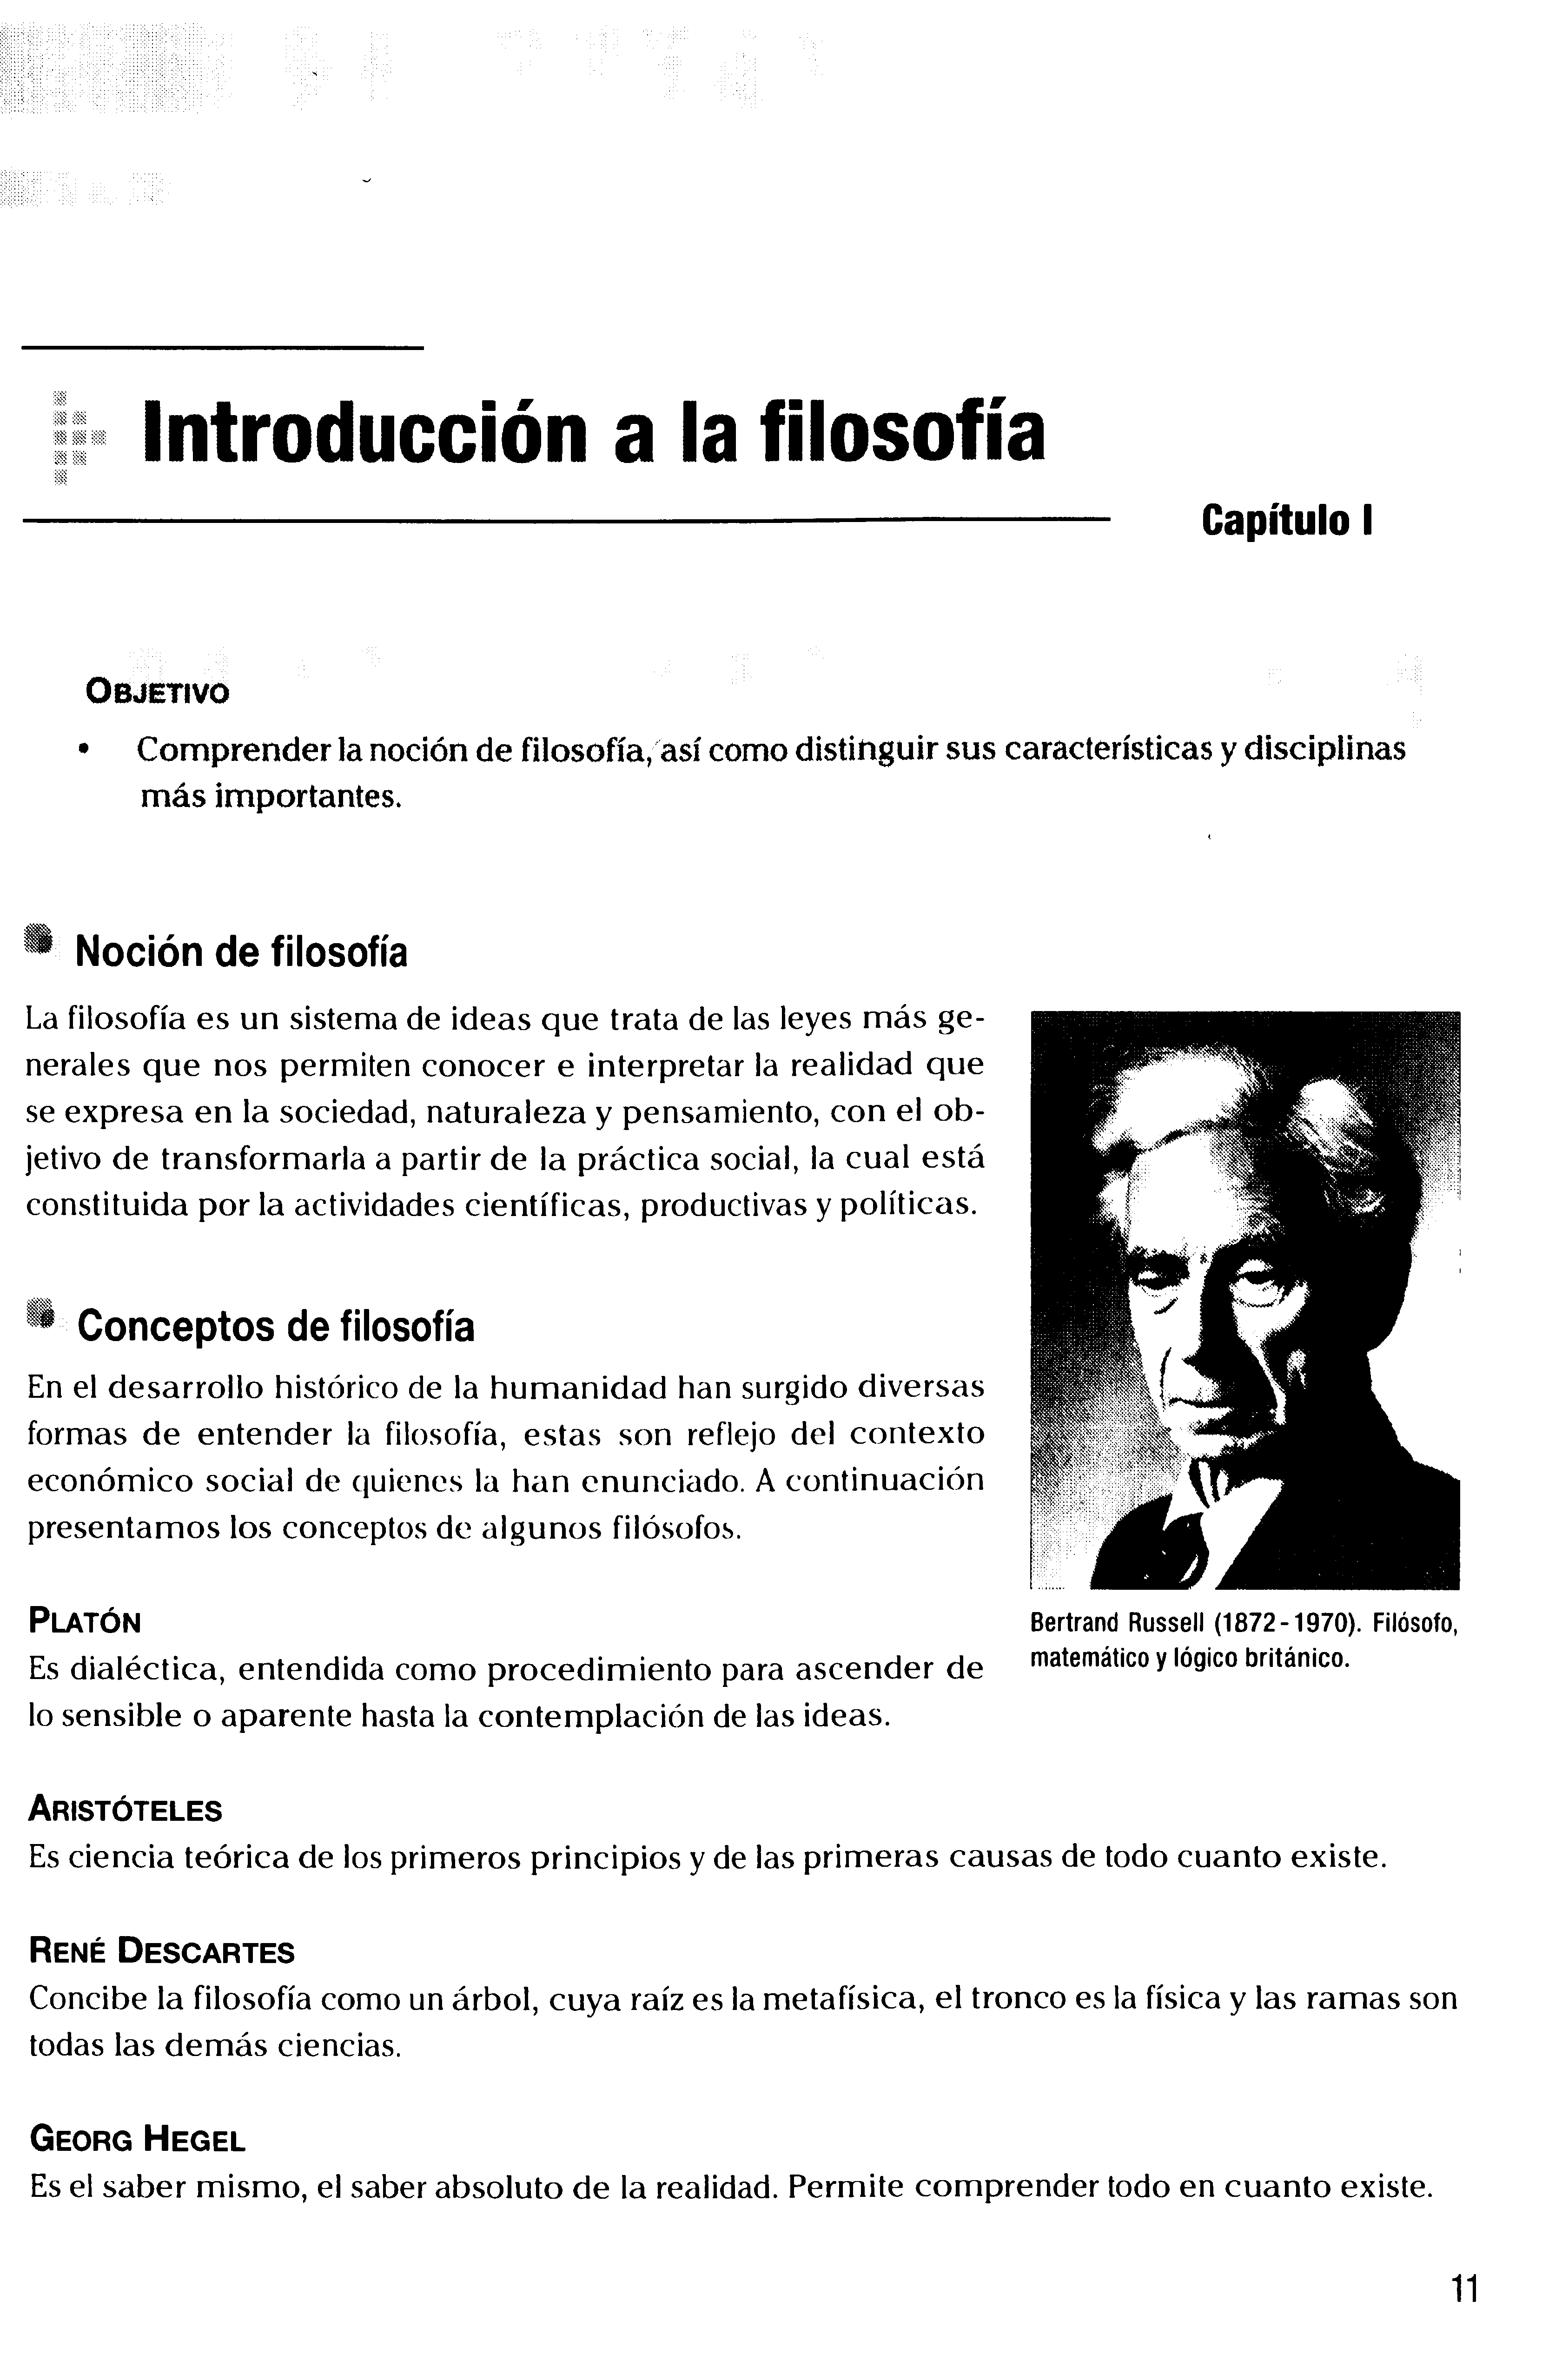 Introducción a la filosofía
Capítulo I
OBJETIVO
• Comprender la noción de filosofía, así como distinguir sus características y disciplinas
más importantes.
Noción de filosofía
La filosofía es un sistema de ideas que trata de las leyes más ge-
nerales que nos permiten conocer e interpretar la realidad que
se expresa en la sociedad, naturaleza y pensamiento, con el ob-
jetivo de transformarla a partir de la práctica social, la cual está
constituida por la actividades científicas, productivas y políticas.
Conceptos de filosofía
En el desarrollo histórico de la humanidad han surgido diversas
formas de entender la filosofía, estas son reflejo del contexto
económico social de quienes la han enunciado. A continuación
presentamos los conceptos de algunos filósofos.
PLATÓN
Es dialéctica, entendida como procedimiento para ascender de
lo sensible o aparente hasta la contemplación de las ideas.
Bertrand Russell (1872-1970). Filósofo,
matemático y lógico británico.
ARISTÓTELES
Es ciencia teórica de los primeros principios y de las primeras causas de todo cuanto existe.
RENÉ DESCARTES
Concibe la filosofía como un árbol, cuya raíz es la metafísica, el tronco es la física y las ramas son
todas las demás ciencias.
GEORG HEGEL
Es el saber mismo, el saber absoluto de la realidad. Permite comprender todo en cuanto existe.
11